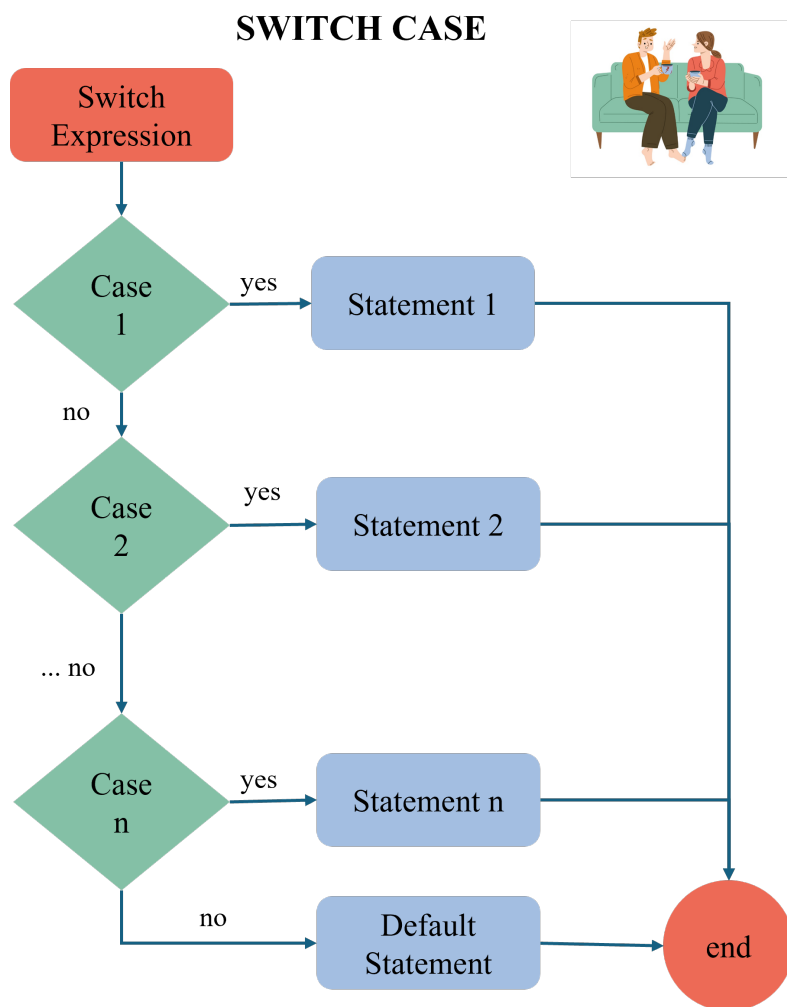 SWITCH CASE
Switch
Expression
Case
1
yes
Statement 1
no
Case
2
yes
Statement 2
... no
Case
n
yes
Statement n
no
Default
Statement
end